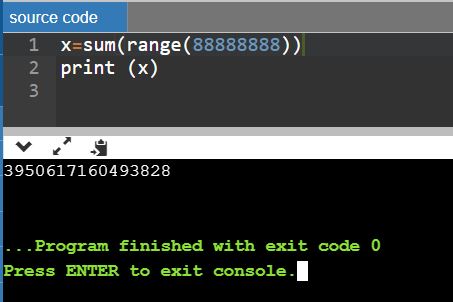 source code
1 x=sum(range(88888888))
2 print (x)
3
3950617160493828
...Program finished with exit code 0
Press ENTER to exit console.